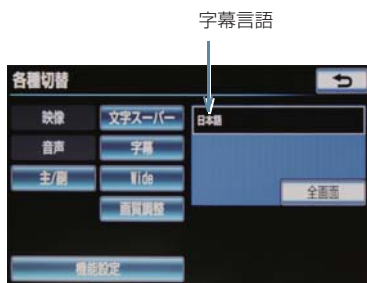 字幕言語
各種切替
映像
文字スーパー
日本語
音声
字幕
主/副
Wide
全画面
画質調整
機能設定